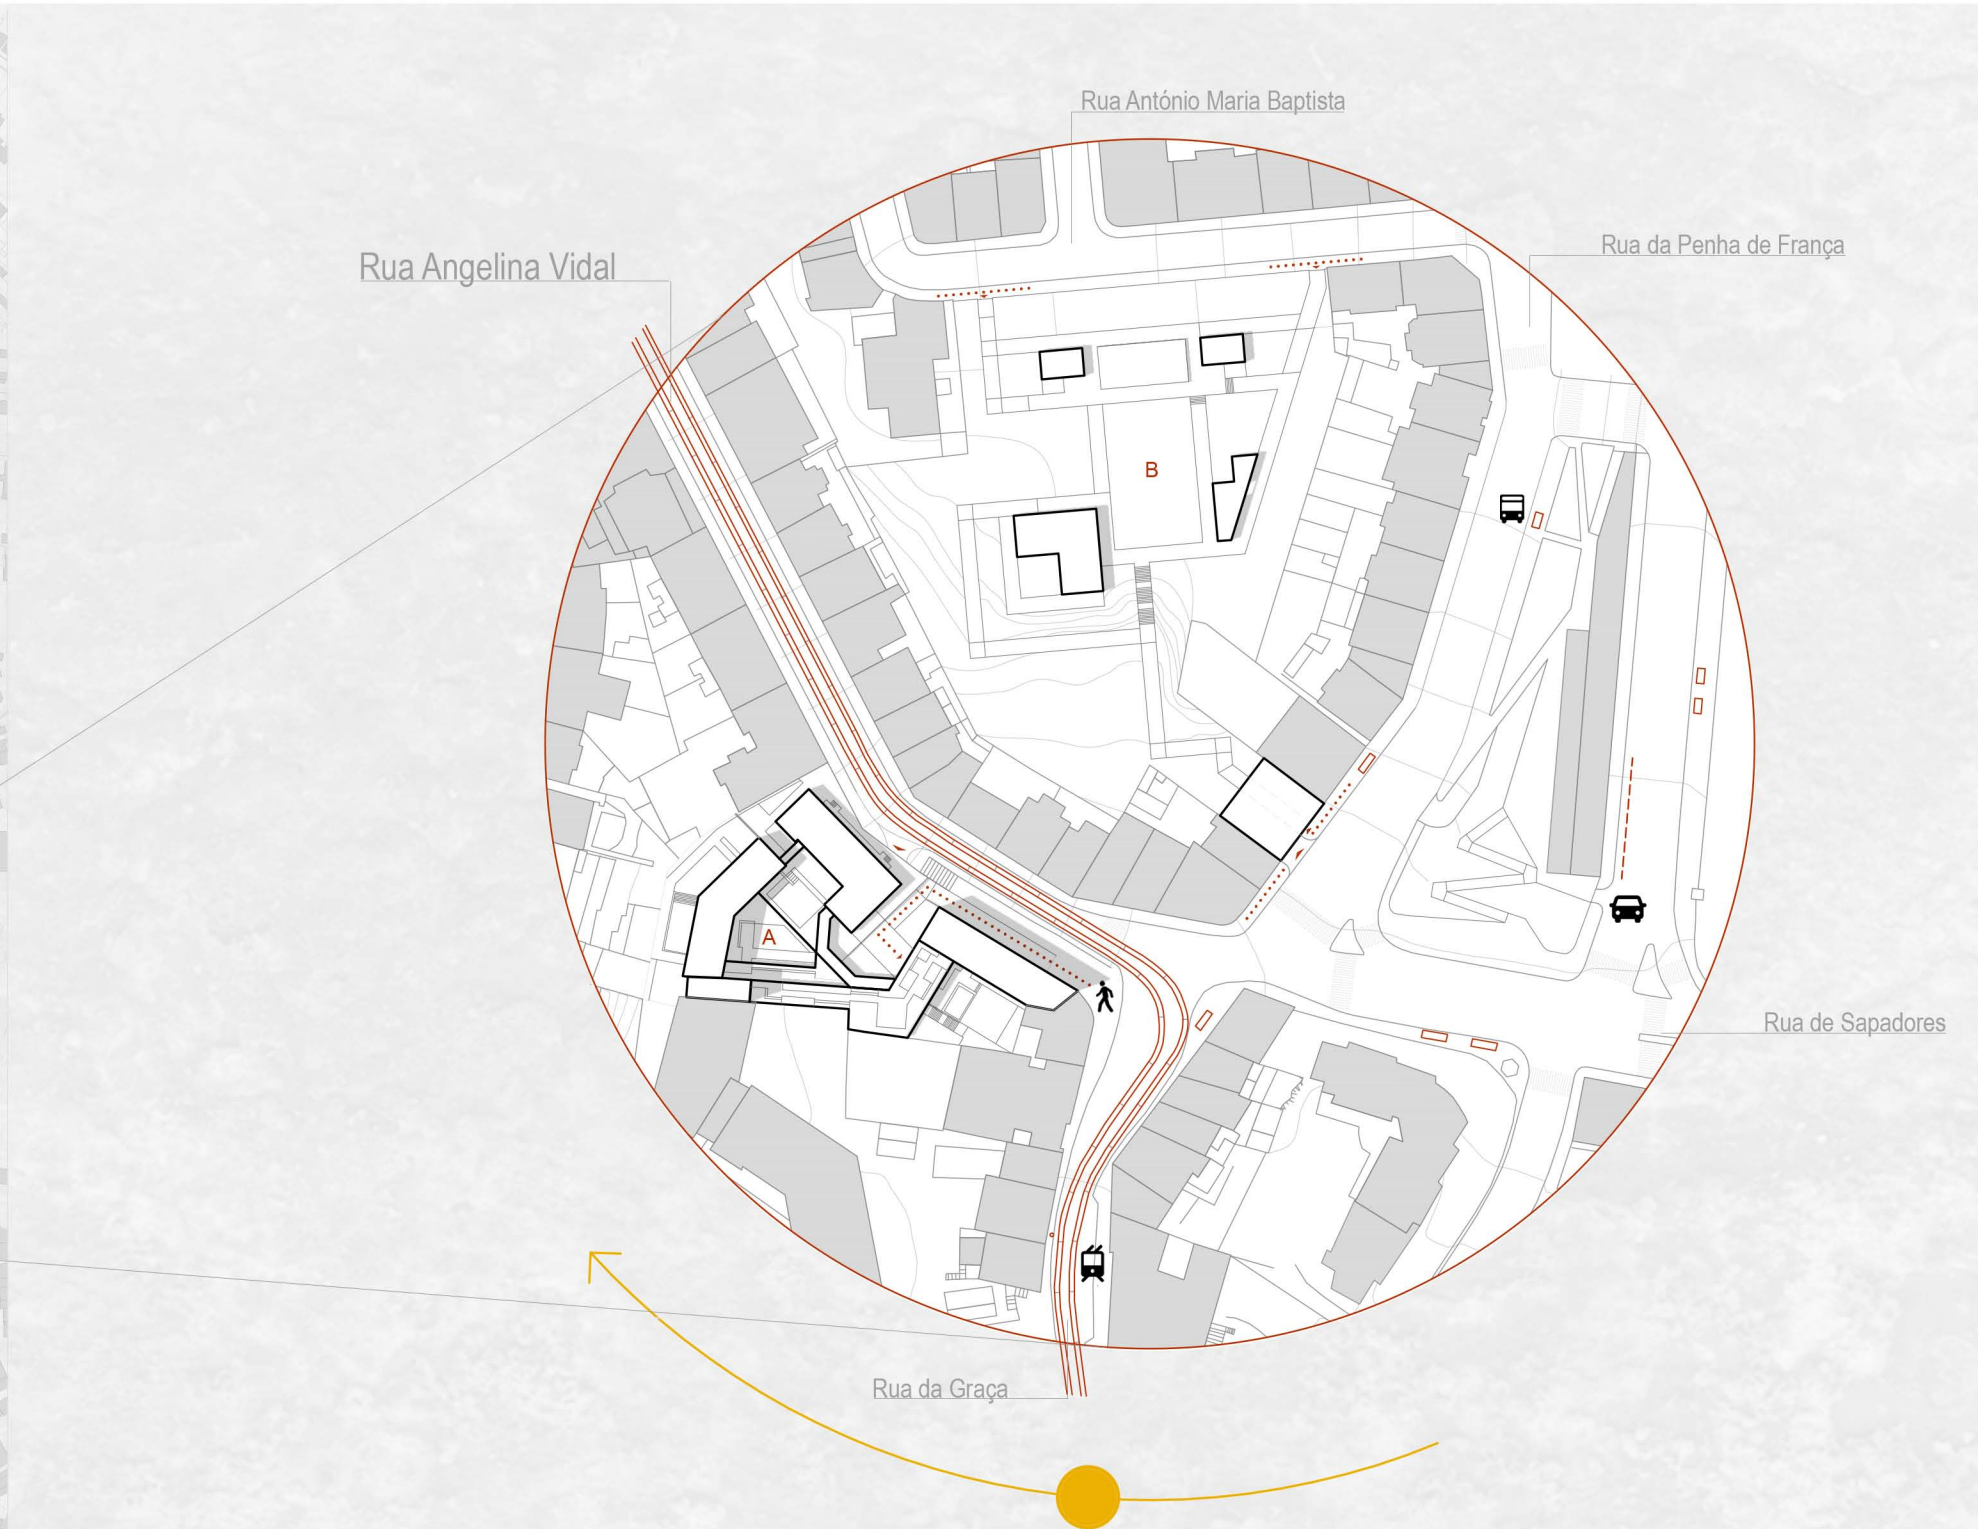 Rua António Maria Baptista
Rua da Penha de França
Rua Angelina Vidal
B
A
Rua de Sapadores
Rua da Graça